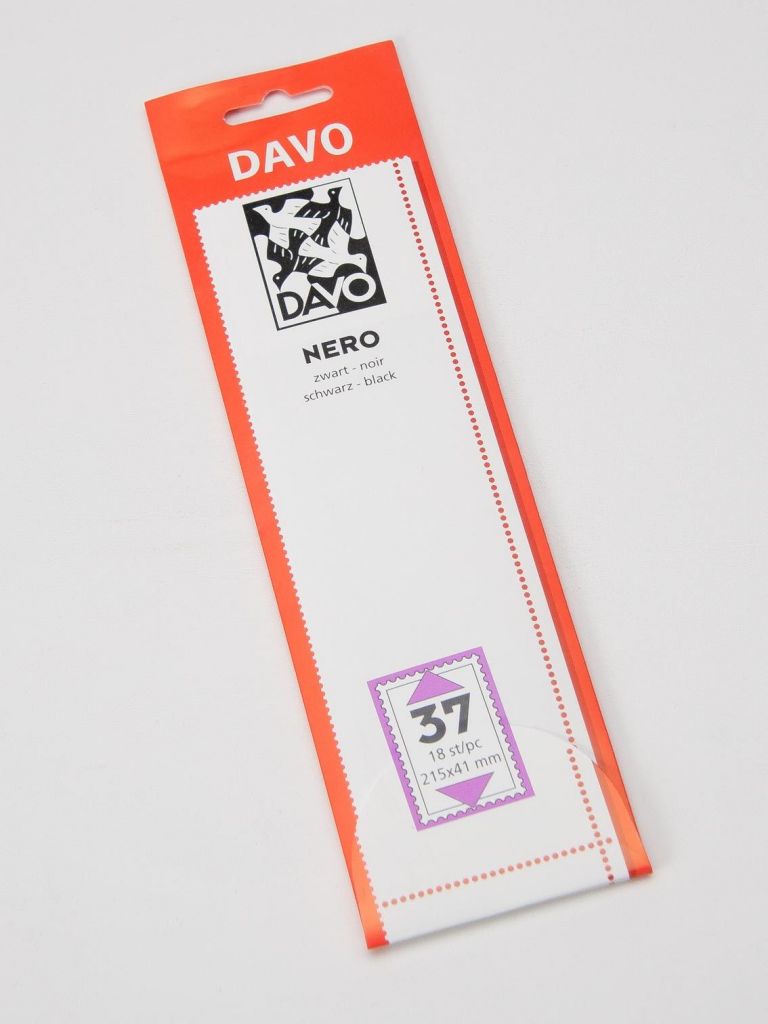 DAVO
DAVO
NERO
zwart - noir
schwarz - black
37
18 st/pc
215x41 mm